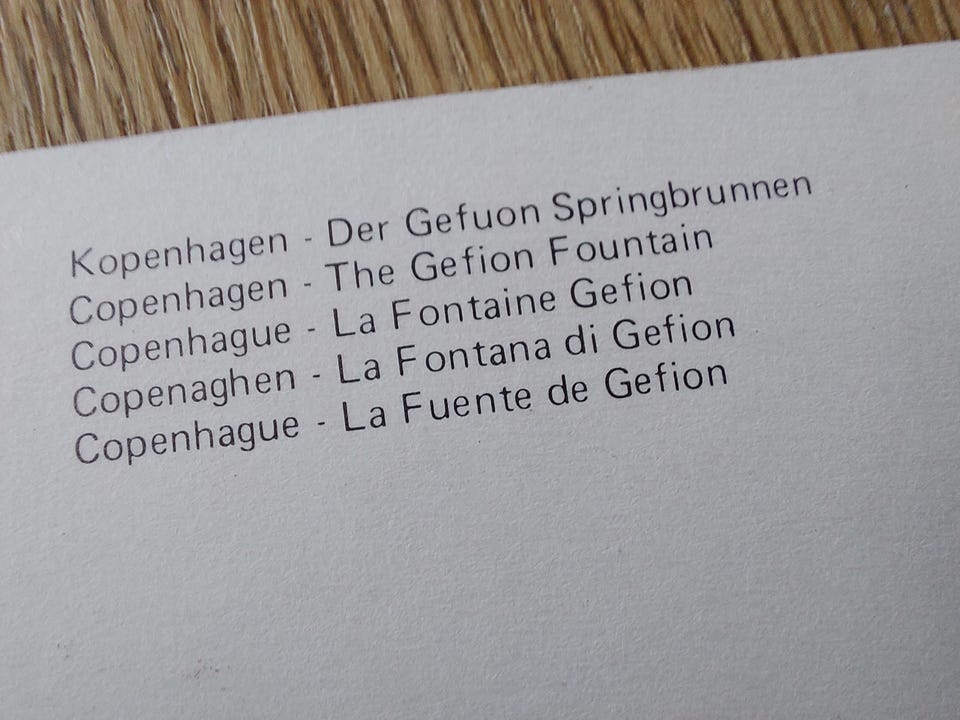 Kopenhagen - Der Gefuon Springbrunnen
Copenhagen - The Gefion Fountain
Copenhague - La Fontaine Gefion
Copenaghen - La Fontana di Gefion
Copenhague - La Fuente de Gefion